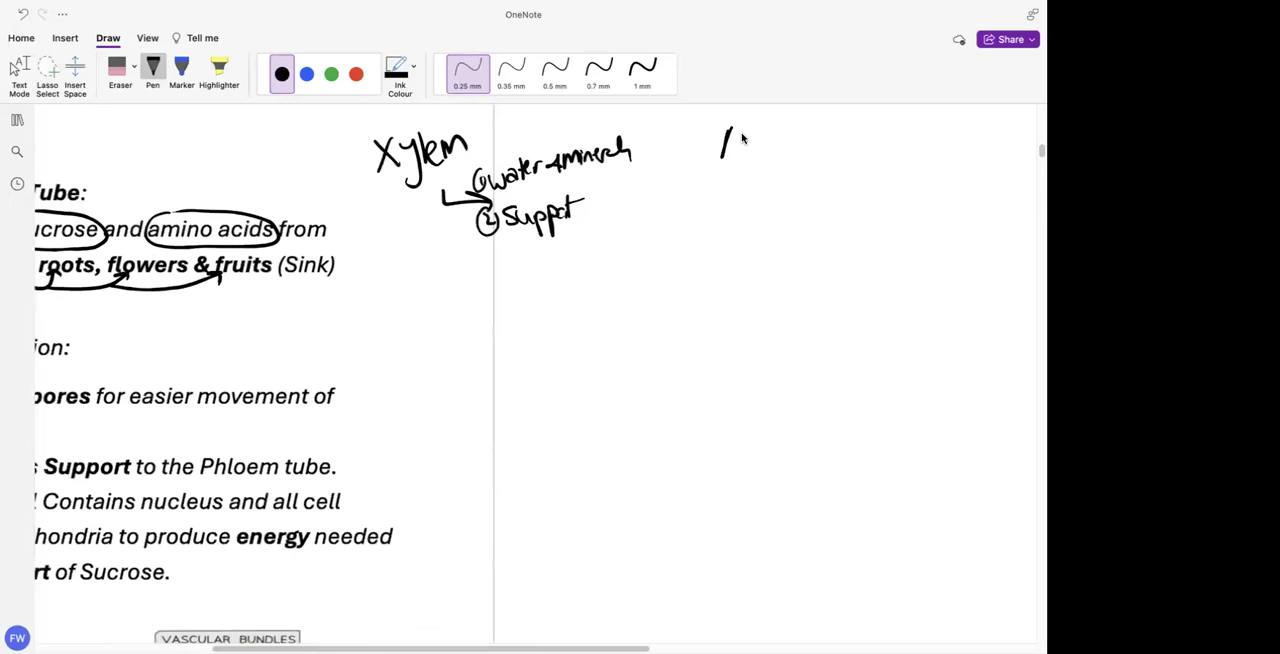 OneNote
Home Insert Draw View Tell me
Share
Text Mode Lasso Select Insert Space Eraser Pen Marker Highlighter Ink Colour 0.25 mm 0.35 mm 0.5 mm 0.7 mm 1 mm
Xylem
① water + minerals
② Support
Tube:
ucrose and amino acids from
roots, flowers & fruits (Sink)
ion:
pores for easier movement of
s Support to the Phloem tube.
l Contains nucleus and all cell
hondria to produce energy needed
rt of Sucrose.
VASCULAR BUNDLES
FW